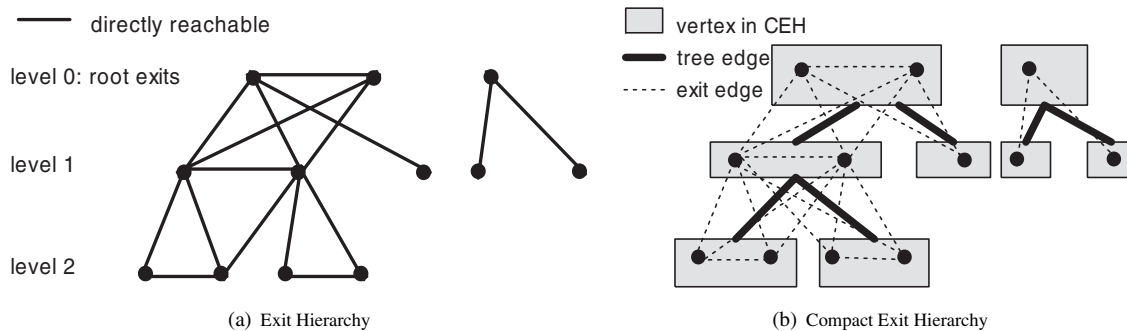 directly reachable
level 0: root exits
level 1
level 2
(a) Exit Hierarchy
vertex in CEH
tree edge
exit edge
(b) Compact Exit Hierarchy